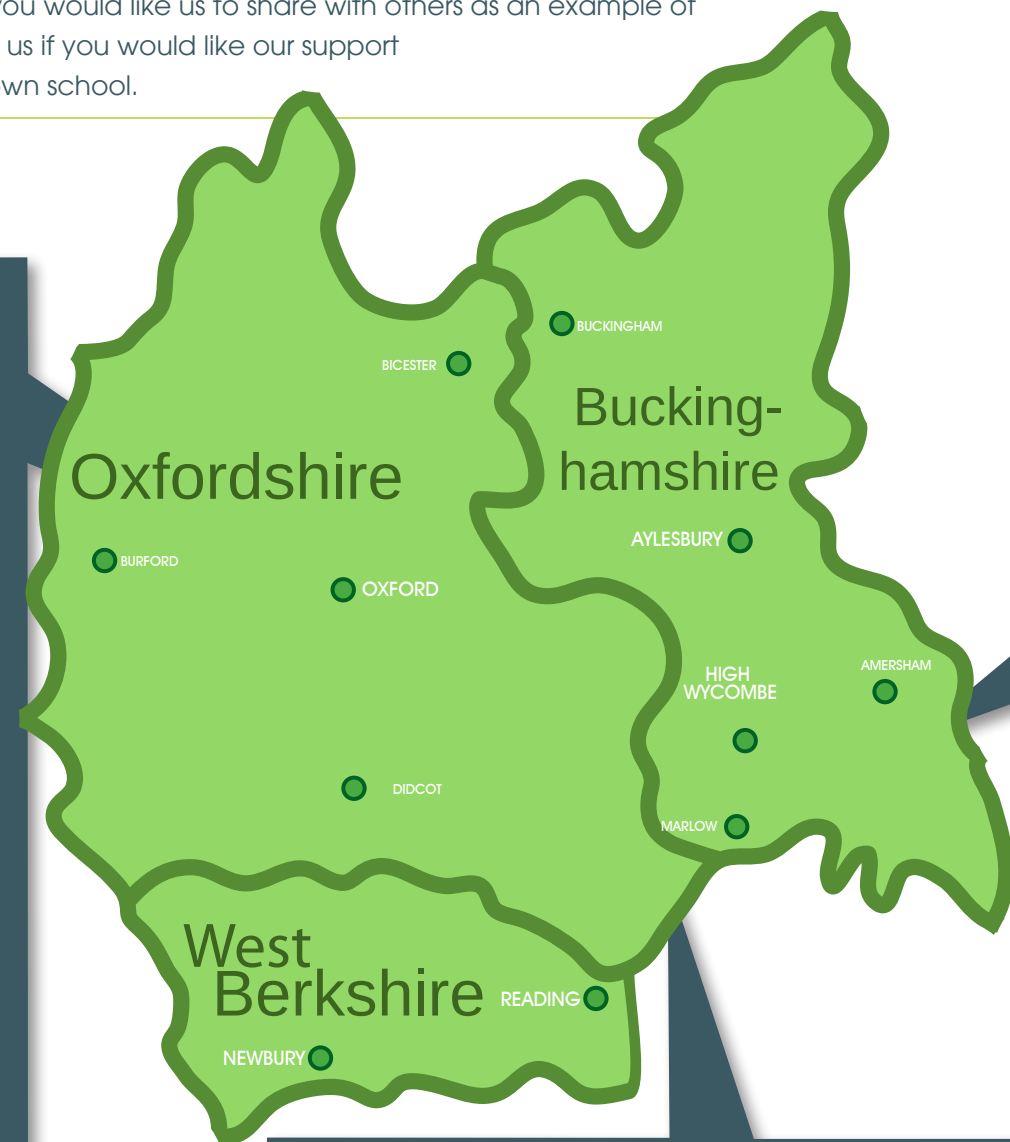 you would like us to share with others as an example of
us if you would like our support
wn school.
BUCKINGHAM
BICESTER
Bucking-
hamshire
Oxfordshire
AYLESBURY
BURFORD
OXFORD
AMERSHAM
HIGH
WYCOMBE
DIDCOT
MARLOW
West
Berkshire
READING
NEWBURY